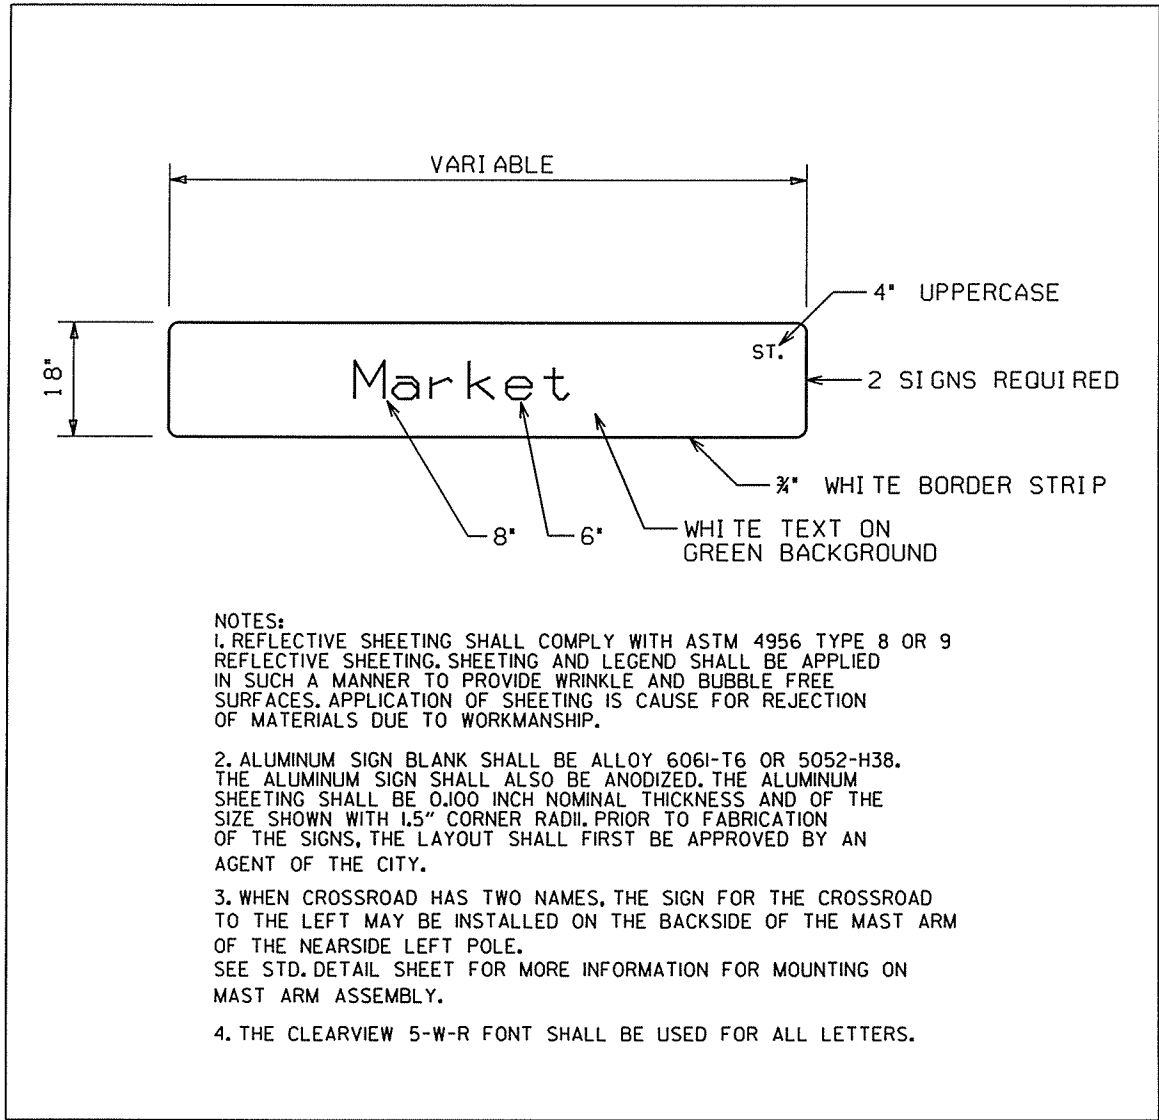 VARIABLE
4" UPPERCASE
18"
ST.
Market
2 SIGNS REQUIRED
¾" WHITE BORDER STRIP
8"
6"
WHITE TEXT ON
GREEN BACKGROUND
NOTES:
1. REFLECTIVE SHEETING SHALL COMPLY WITH ASTM 4956 TYPE 8 OR 9
REFLECTIVE SHEETING. SHEETING AND LEGEND SHALL BE APPLIED
IN SUCH A MANNER TO PROVIDE WRINKLE AND BUBBLE FREE
SURFACES. APPLICATION OF SHEETING IS CAUSE FOR REJECTION
OF MATERIALS DUE TO WORKMANSHIP.
2. ALUMINUM SIGN BLANK SHALL BE ALLOY 6061-T6 OR 5052-H38.
THE ALUMINUM SIGN SHALL ALSO BE ANODIZED. THE ALUMINUM
SHEETING SHALL BE 0.100 INCH NOMINAL THICKNESS AND OF THE
SIZE SHOWN WITH 1.5" CORNER RADII. PRIOR TO FABRICATION
OF THE SIGNS, THE LAYOUT SHALL FIRST BE APPROVED BY AN
AGENT OF THE CITY.
3. WHEN CROSSROAD HAS TWO NAMES, THE SIGN FOR THE CROSSROAD
TO THE LEFT MAY BE INSTALLED ON THE BACKSIDE OF THE MAST ARM
OF THE NEARSIDE LEFT POLE.
SEE STD. DETAIL SHEET FOR MORE INFORMATION FOR MOUNTING ON
MAST ARM ASSEMBLY.
4. THE CLEARVIEW 5-W-R FONT SHALL BE USED FOR ALL LETTERS.